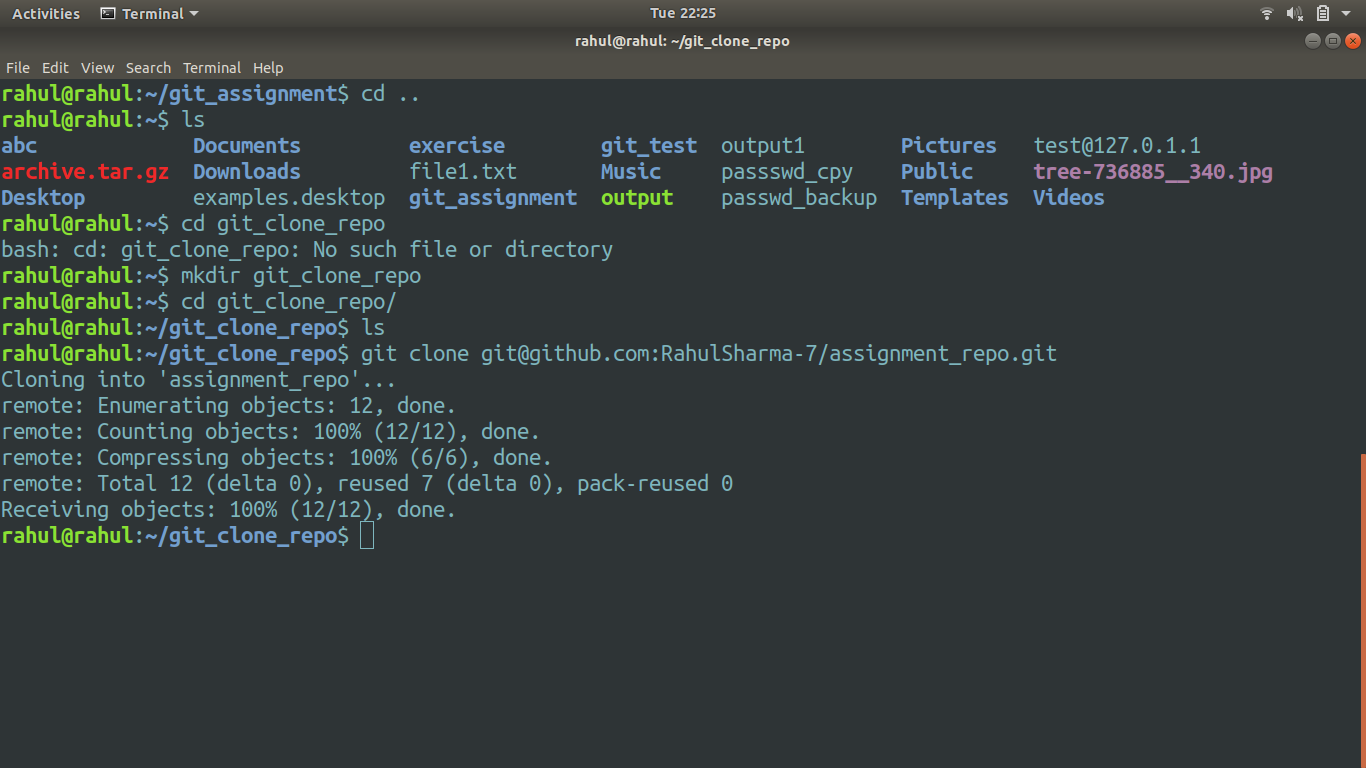 Activities Terminal Tue 22:25
rahul@rahul: ~/git_clone_repo
File Edit View Search Terminal Help
rahul@rahul:~/git_assignment$ cd ..
rahul@rahul:~$ ls
abc Documents exercise git_test output1 Pictures test@127.0.1.1
archive.tar.gz Downloads file1.txt Music passswd_cpy Public tree-736885__340.jpg
Desktop examples.desktop git_assignment output passwd_backup Templates Videos
rahul@rahul:~$ cd git_clone_repo
bash: cd: git_clone_repo: No such file or directory
rahul@rahul:~$ mkdir git_clone_repo
rahul@rahul:~$ cd git_clone_repo/
rahul@rahul:~/git_clone_repo$ ls
rahul@rahul:~/git_clone_repo$ git clone git@github.com:RahulSharma-7/assignment_repo.git
Cloning into 'assignment_repo'...
remote: Enumerating objects: 12, done.
remote: Counting objects: 100% (12/12), done.
remote: Compressing objects: 100% (6/6), done.
remote: Total 12 (delta 0), reused 7 (delta 0), pack-reused 0
Receiving objects: 100% (12/12), done.
rahul@rahul:~/git_clone_repo$